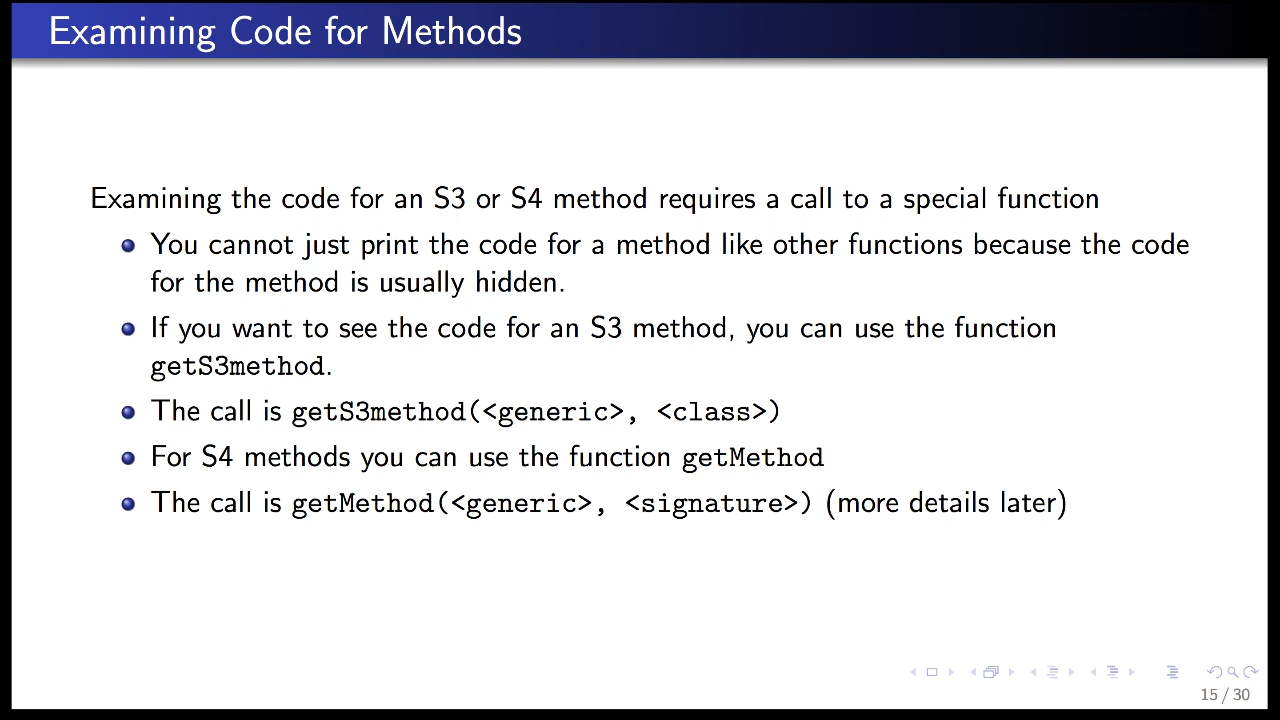 Examining Code for Methods
Examining the code for an S3 or S4 method requires a call to a special function
You cannot just print the code for a method like other functions because the code
for the method is usually hidden.
If you want to see the code for an S3 method, you can use the function
getS3method.
The call is getS3method(<generic>, <class>)
For S4 methods you can use the function getMethod
The call is getMethod(<generic>, <signature>) (more details later)
15 / 30